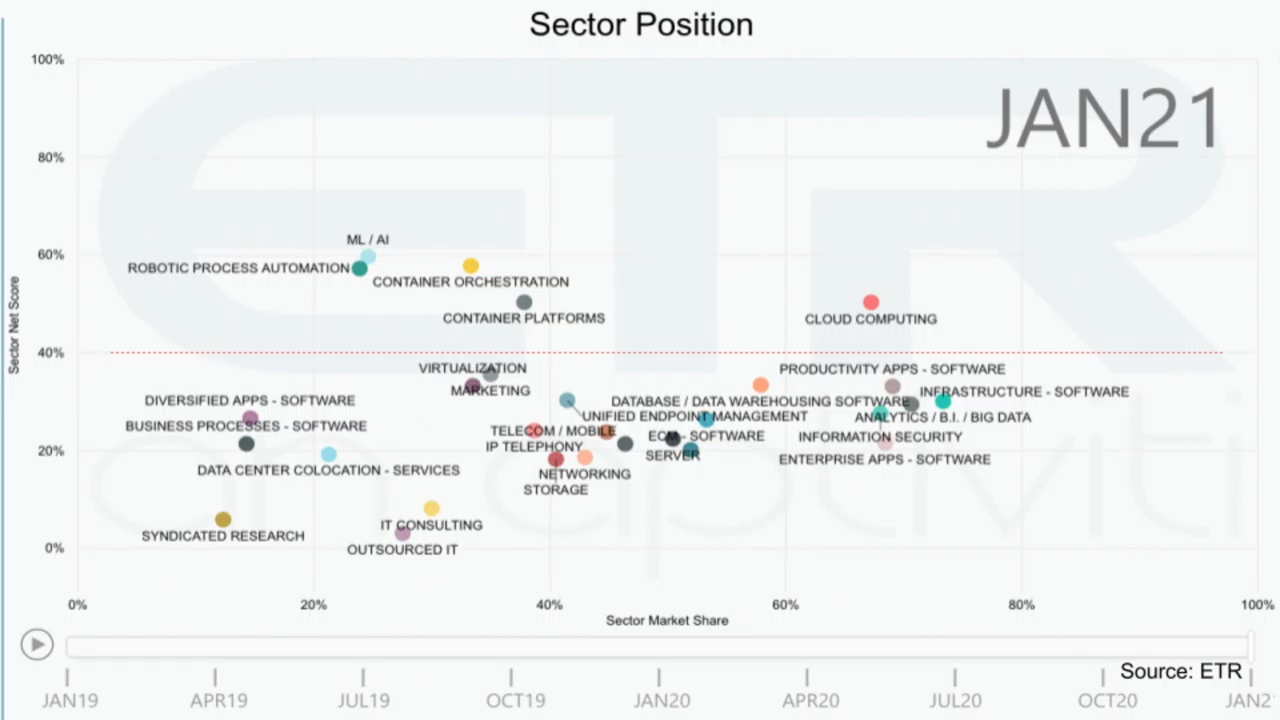 Sector Position
100%
JAN21
80%
ML / AI
60%
ROBOTIC PROCESS AUTOMATION
CONTAINER ORCHESTRATION
CONTAINER PLATFORMS
CLOUD COMPUTING
Sector Net Score
40%
VIRTUALIZATION
PRODUCTIVITY APPS - SOFTWARE
MARKETING
INFRASTRUCTURE - SOFTWARE
DIVERSIFIED APPS - SOFTWARE
DATABASE / DATA WAREHOUSING SOFTWARE
UNIFIED ENDPOINT MANAGEMENT
ANALYTICS / B.I. / BIG DATA
BUSINESS PROCESSES - SOFTWARE
TELECOM / MOBILE
ECM - SOFTWARE
INFORMATION SECURITY
IP TELEPHONY
20%
SERVER
ENTERPRISE APPS - SOFTWARE
DATA CENTER COLOCATION - SERVICES
NETWORKING
STORAGE
IT CONSULTING
SYNDICATED RESEARCH
OUTSOURCED IT
0%
0% 20% 40% 60% 80% 100%
Sector Market Share
Source: ETR
JAN19 APR19 JUL19 OCT19 JAN20 APR20 JUL20 OCT20 JAN2
ETR